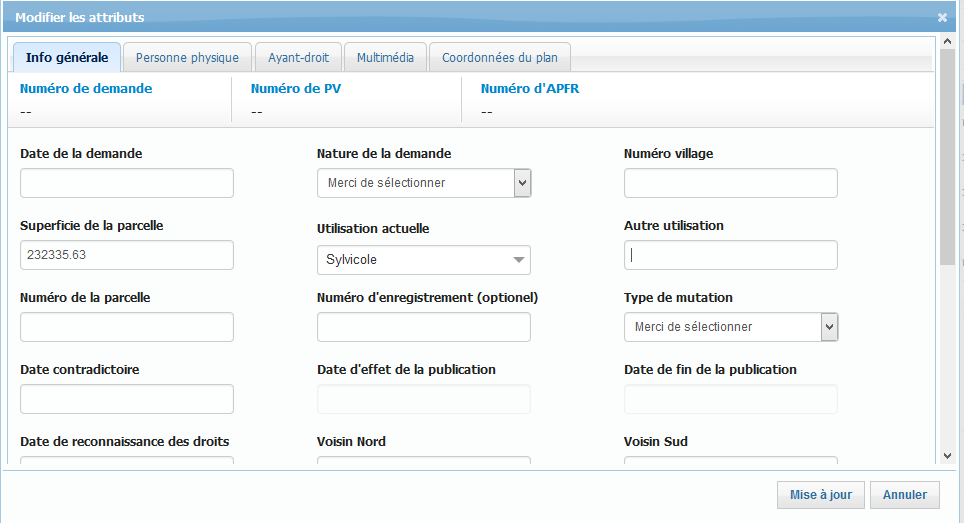 Modifier les attributs
Info générale Personne physique Ayant-droit Multimédia Coordonnées du plan
Numéro de demande Numéro de PV Numéro d'APFR
-- -- --
Date de la demande Nature de la demande Numéro village
Merci de sélectionner
Superficie de la parcelle Utilisation actuelle Autre utilisation
232335.63 Sylvicole
Numéro de la parcelle Numéro d'enregistrement (optionel) Type de mutation
Merci de sélectionner
Date contradictoire Date d'effet de la publication Date de fin de la publication
Date de reconnaissance des droits Voisin Nord Voisin Sud
Mise à jour Annuler